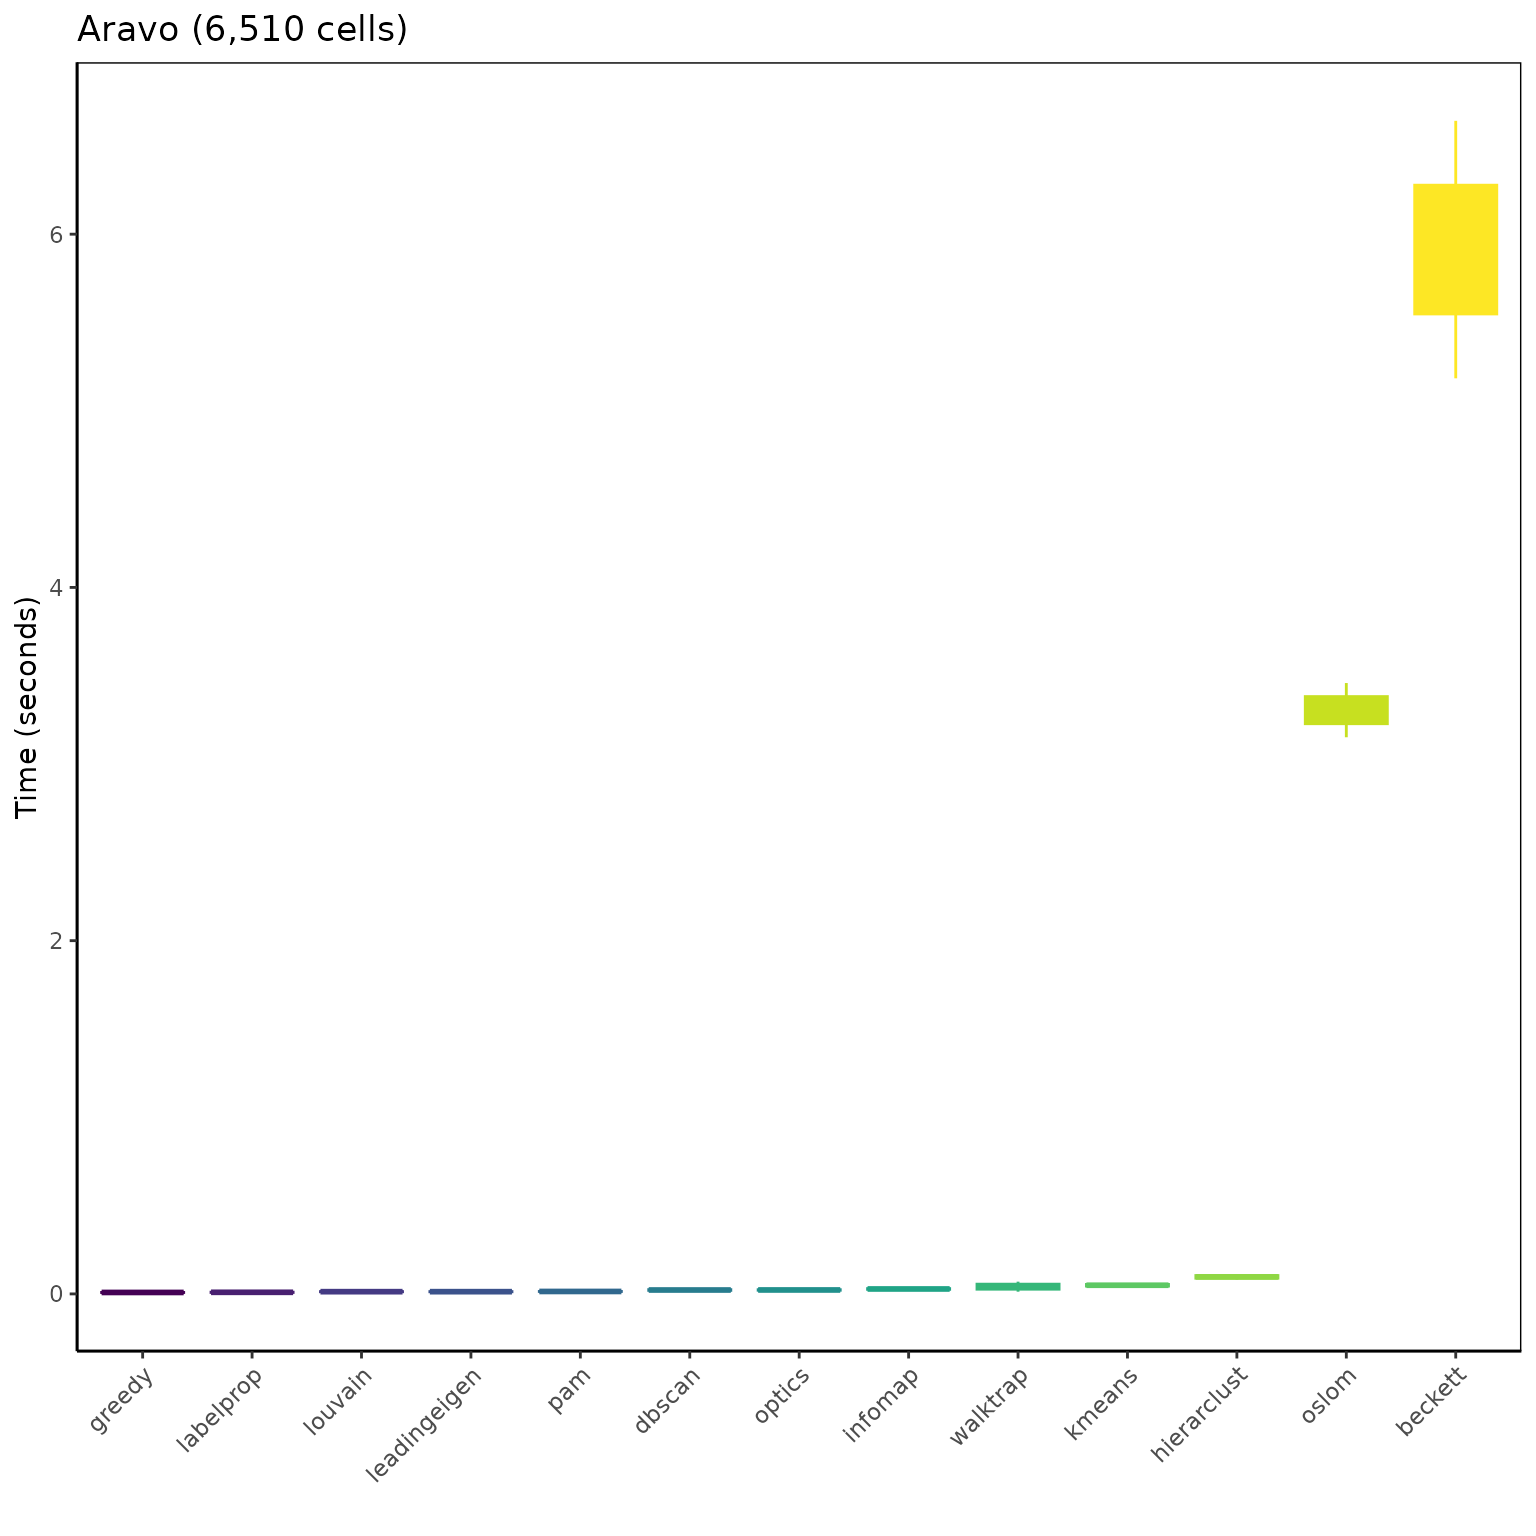 Aravo (6,510 cells)
Time (seconds)
6
4
2
0
greedy
labelprop
louvain
leadingeigen
pam
dbscan
optics
infomap
walktrap
kmeans
hierarclust
oslom
beckett